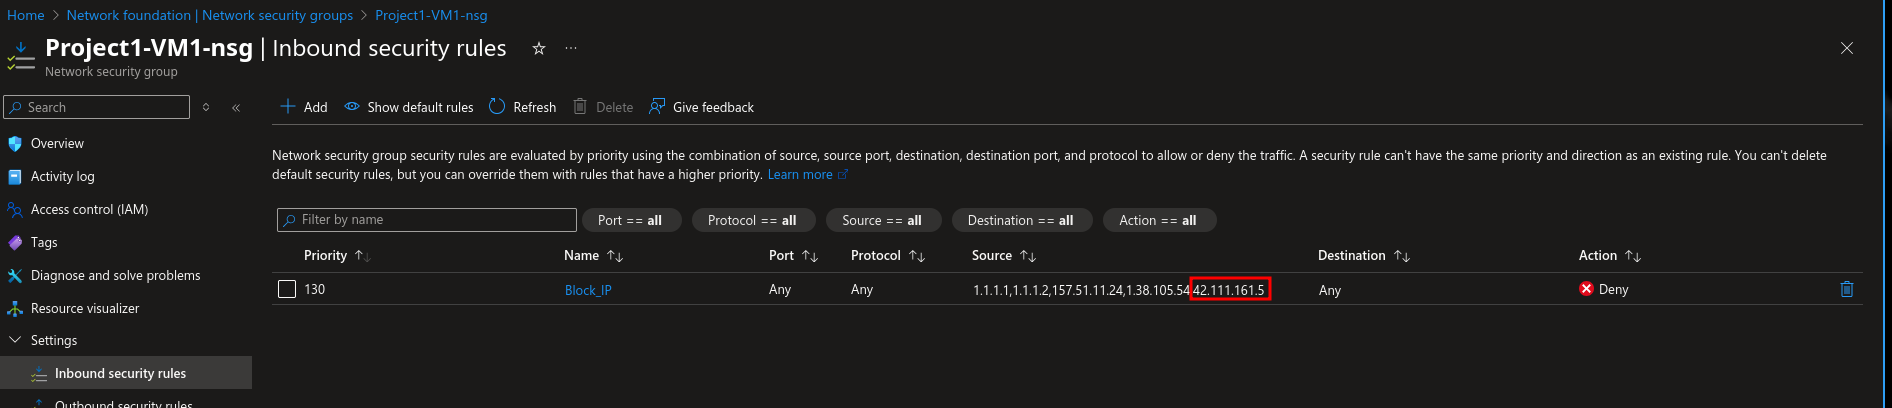 Home > Network foundation | Network security groups > Project1-VM1-nsg
Project1-VM1-nsg | Inbound security rules
Network security group
Search
Add Show default rules Refresh Delete Give feedback
Overview
Activity log
Access control (IAM)
Tags
Diagnose and solve problems
Resource visualizer
Settings
Inbound security rules
Outbound security rules
Network security group security rules are evaluated by priority using the combination of source, source port, destination, destination port, and protocol to allow or deny the traffic. A security rule can't have the same priority and direction as an existing rule. You can't delete
default security rules, but you can override them with rules that have a higher priority. Learn more
Filter by name Port == all Protocol == all Source == all Destination == all Action == all
Priority Name Port Protocol Source Destination Action
130 Block_IP Any Any 1.1.1.1,1.1.1.2,157.51.11.24,1.38.105.54 42.111.161.5 Any Deny